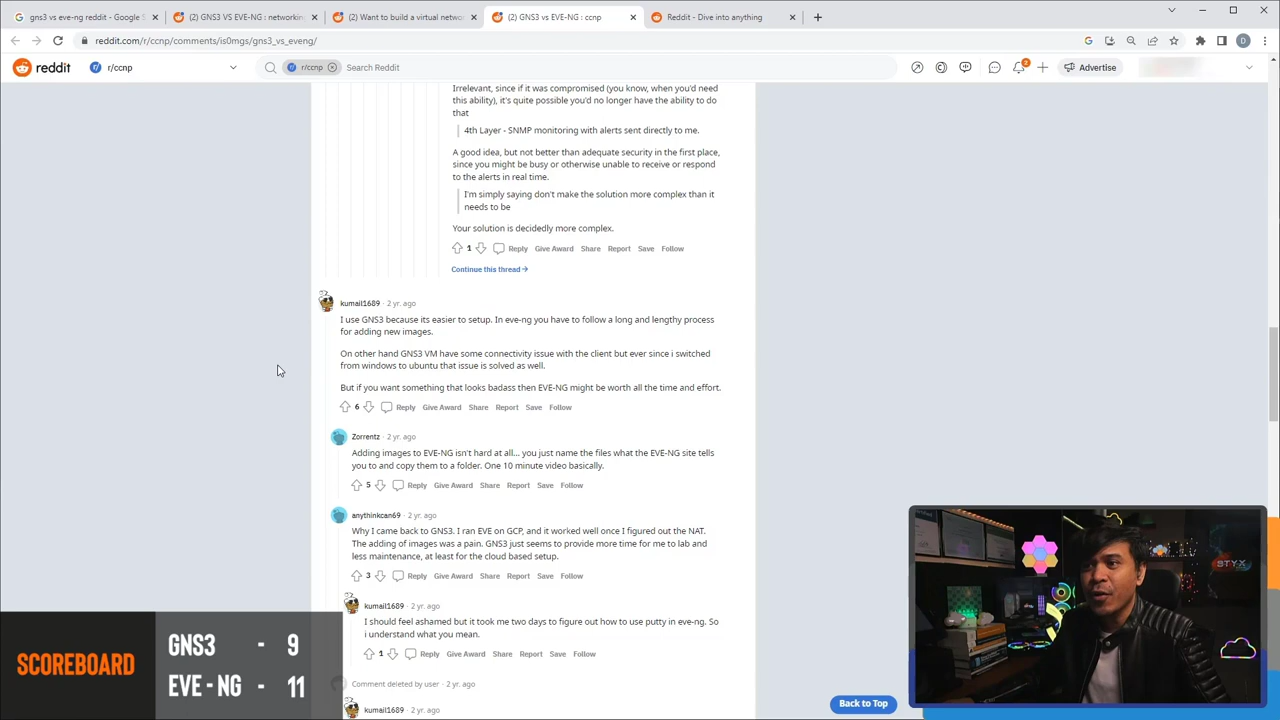 gns3 vs eve-ng reddit - Google S
(2) GNS3 VS EVE-NG : networkin
(2) Want to build a virtual netwo
(2) GNS3 vs EVE-NG : ccnp
Reddit - Dive into anything
reddit.com/r/ccnp/comments/is0mgs/gns3_vs_eveng/
D
reddit
r/ccnp
r/ccnp
Search Reddit
2
Advertise
Irrelevant, since if it was compromised (you know, when you'd need
this ability), it's quite possible you'd no longer have the ability to do
that
4th Layer - SNMP monitoring with alerts sent directly to me.
A good idea, but not better than adequate security in the first place,
since you might be busy or otherwise unable to receive or respond
to the alerts in real time.
I'm simply saying don't make the solution more complex than it
needs to be
Your solution is decidedly more complex.
1 Reply Give Award Share Report Save Follow
Continue this thread →
kumail1689 · 2 yr. ago
I use GNS3 because its easier to setup. In eve-ng you have to follow a long and lengthy process
for adding new images.
On other hand GNS3 VM have some connectivity issue with the client but ever since i switched
from windows to ubuntu that issue is solved as well.
But if you want something that looks badass then EVE-NG might be worth all the time and effort.
6 Reply Give Award Share Report Save Follow
Zorrentz · 2 yr. ago
Adding images to EVE-NG isn't hard at all... you just name the files what the EVE-NG site tells
you to and copy them to a folder. One 10 minute video basically.
5 Reply Give Award Share Report Save Follow
anythinkcan69 · 2 yr. ago
Why I came back to GNS3. I ran EVE on GCP, and it worked well once I figured out the NAT.
The adding of images was a pain. GNS3 just seems to provide more time for me to lab and
less maintenance, at least for the cloud based setup.
3 Reply Give Award Share Report Save Follow
kumail1689 · 2 yr. ago
I should feel ashamed but it took me two days to figure out how to use putty in eve-ng. So
i understand what you mean.
1 Reply Give Award Share Report Save Follow
Comment deleted by user · 2 yr. ago
kumail1689 · 2 yr. ago
Back to Top
SCOREBOARD
GNS3 - 9
EVE - NG - 11
STYX